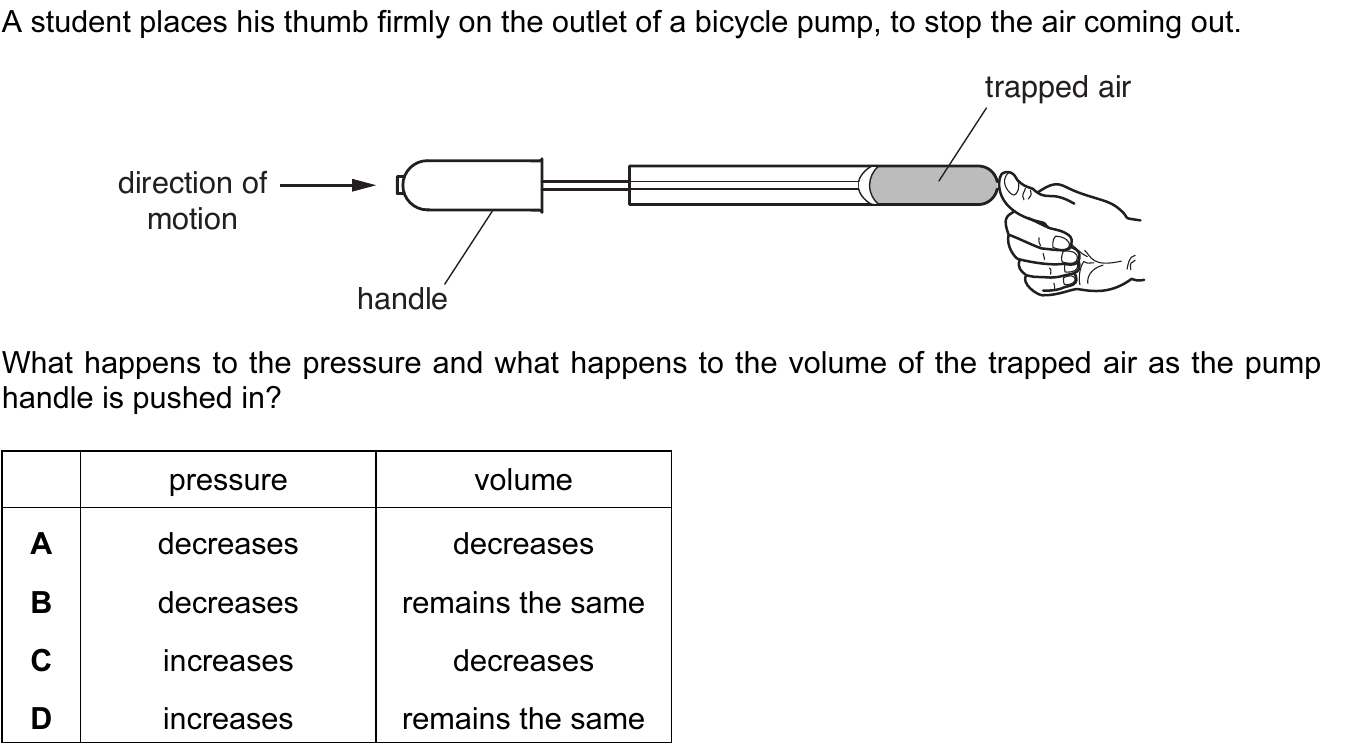 A student places his thumb firmly on the outlet of a bicycle pump, to stop the air coming out.
trapped air
direction of
motion
handle
What happens to the pressure and what happens to the volume of the trapped air as the pump
handle is pushed in?
pressure volume
A decreases decreases
B decreases remains the same
C increases decreases
D increases remains the same